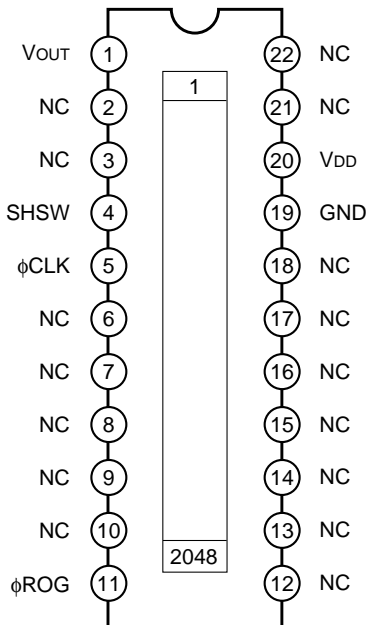 VOUT 1 22 NC
1
NC 2 21 NC
NC 3 20 VDD
SHSW 4 19 GND
ϕCLK 5 18 NC
NC 6 17 NC
NC 7 16 NC
NC 8 15 NC
NC 9 14 NC
NC 10 13 NC
2048
ϕROG 11 12 NC